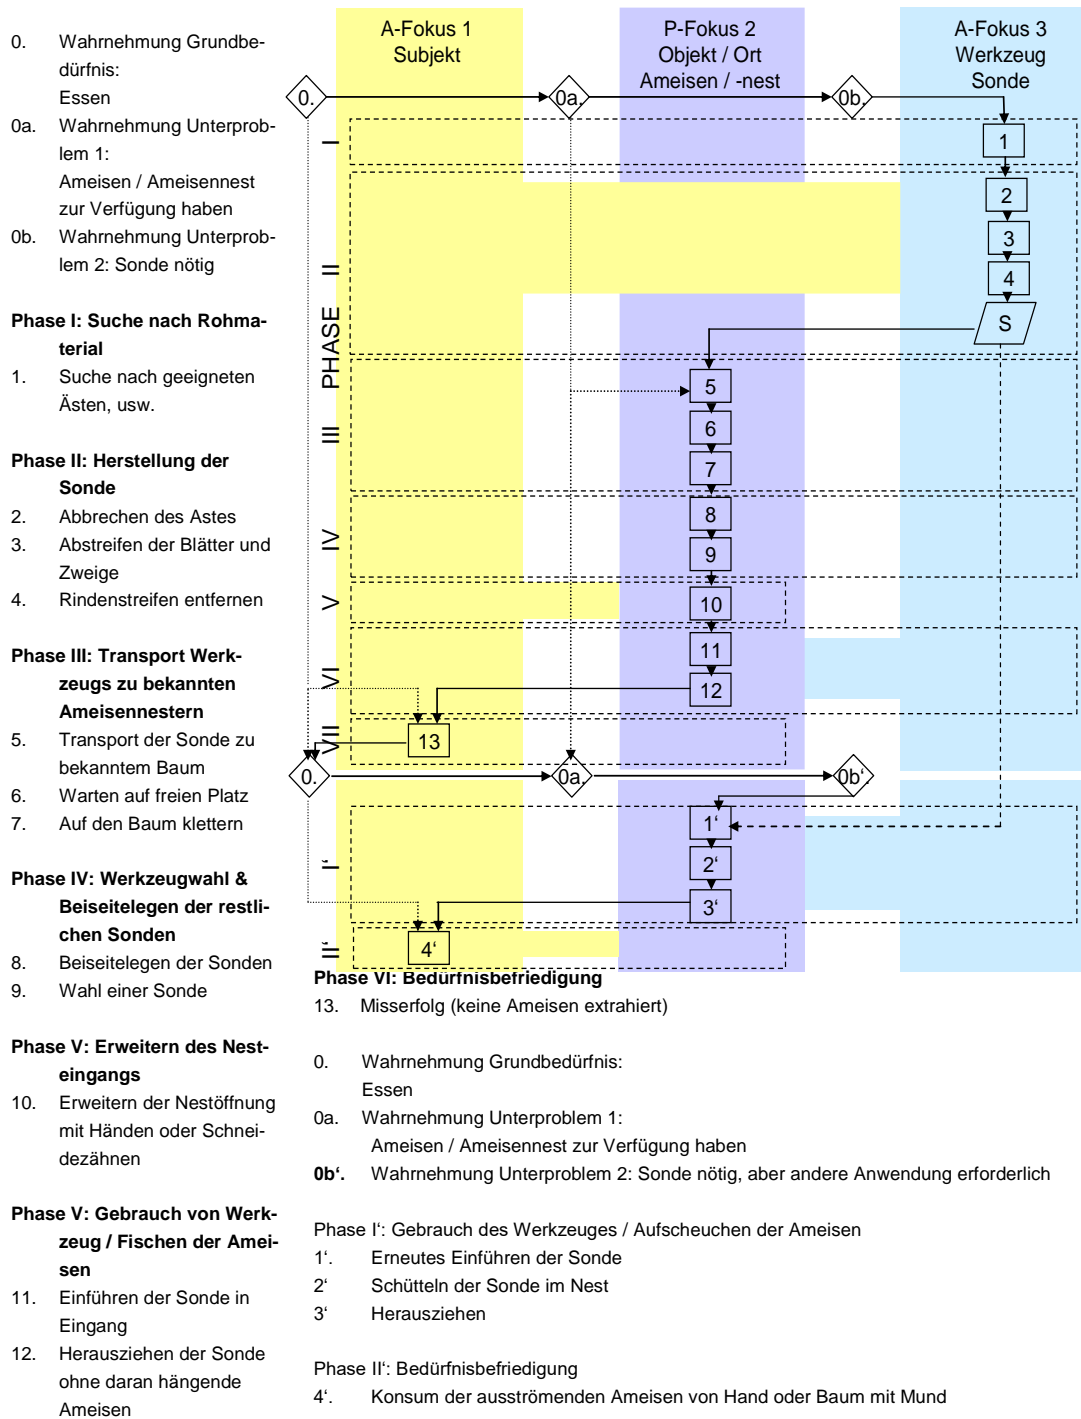 0. Wahrnehmung Grundbe-
dürfnis:
Essen
0a. Wahrnehmung Unterprob-
lem 1:
Ameisen / Ameisennest
zur Verfügung haben
0b. Wahrnehmung Unterprob-
lem 2: Sonde nötig
Phase I: Suche nach Rohma-
terial
1. Suche nach geeigneten
Ästen, usw.
Phase II: Herstellung der
Sonde
2. Abbrechen des Astes
3. Abstreifen der Blätter und
Zweige
4. Rindenstreifen entfernen
Phase III: Transport Werk-
zeugs zu bekannten
Ameisennestern
5. Transport der Sonde zu
bekanntem Baum
6. Warten auf freien Platz
7. Auf den Baum klettern
Phase IV: Werkzeugwahl &
Beiseitelegen der restli-
chen Sonden
8. Beiseitelegen der Sonden
9. Wahl einer Sonde
Phase V: Erweitern des Nest-
eingangs
10. Erweitern der Nestöffnung
mit Händen oder Schnei-
dezähnen
Phase V: Gebrauch von Werk-
zeug / Fischen der Amei-
sen
11. Einführen der Sonde in
Eingang
12. Herausziehen der Sonde
ohne daran hängende
Ameisen
A-Fokus 1
Subjekt
P-Fokus 2
Objekt / Ort
Ameisen / -nest
A-Fokus 3
Werkzeug
Sonde
0.
0a.
0b.
I
1
2
3
II
4
S
PHASE
5
III
6
7
8
IV
9
V
10
11
VI
12
VII
13
0.
0a.
0b‘.
1‘
I‘
2‘
3‘
II‘
4‘
Phase VI: Bedürfnisbefriedigung
13. Misserfolg (keine Ameisen extrahiert)
0. Wahrnehmung Grundbedürfnis:
Essen
0a. Wahrnehmung Unterproblem 1:
Ameisen / Ameisennest zur Verfügung haben
0b‘. Wahrnehmung Unterproblem 2: Sonde nötig, aber andere Anwendung erforderlich
Phase I‘: Gebrauch des Werkzeuges / Aufscheuchen der Ameisen
1‘. Erneutes Einführen der Sonde
2‘ Schütteln der Sonde im Nest
3‘ Herausziehen
Phase II‘: Bedürfnisbefriedigung
4‘. Konsum der ausströmenden Ameisen von Hand oder Baum mit Mund